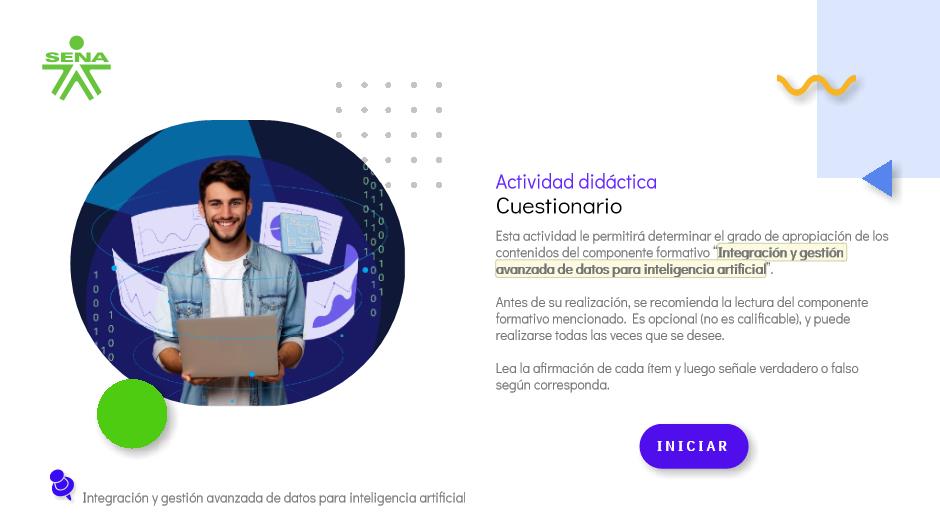 SENA
Actividad didáctica
Cuestionario
Esta actividad le permitirá determinar el grado de apropiación de los
contenidos del componente formativo “Integración y gestión
avanzada de datos para inteligencia artificial”.
Antes de su realización, se recomienda la lectura del componente
formativo mencionado. Es opcional (no es calificable), y puede
realizarse todas las veces que se desee.
Lea la afirmación de cada ítem y luego señale verdadero o falso
según corresponda.
INICIAR
Integración y gestión avanzada de datos para inteligencia artificial